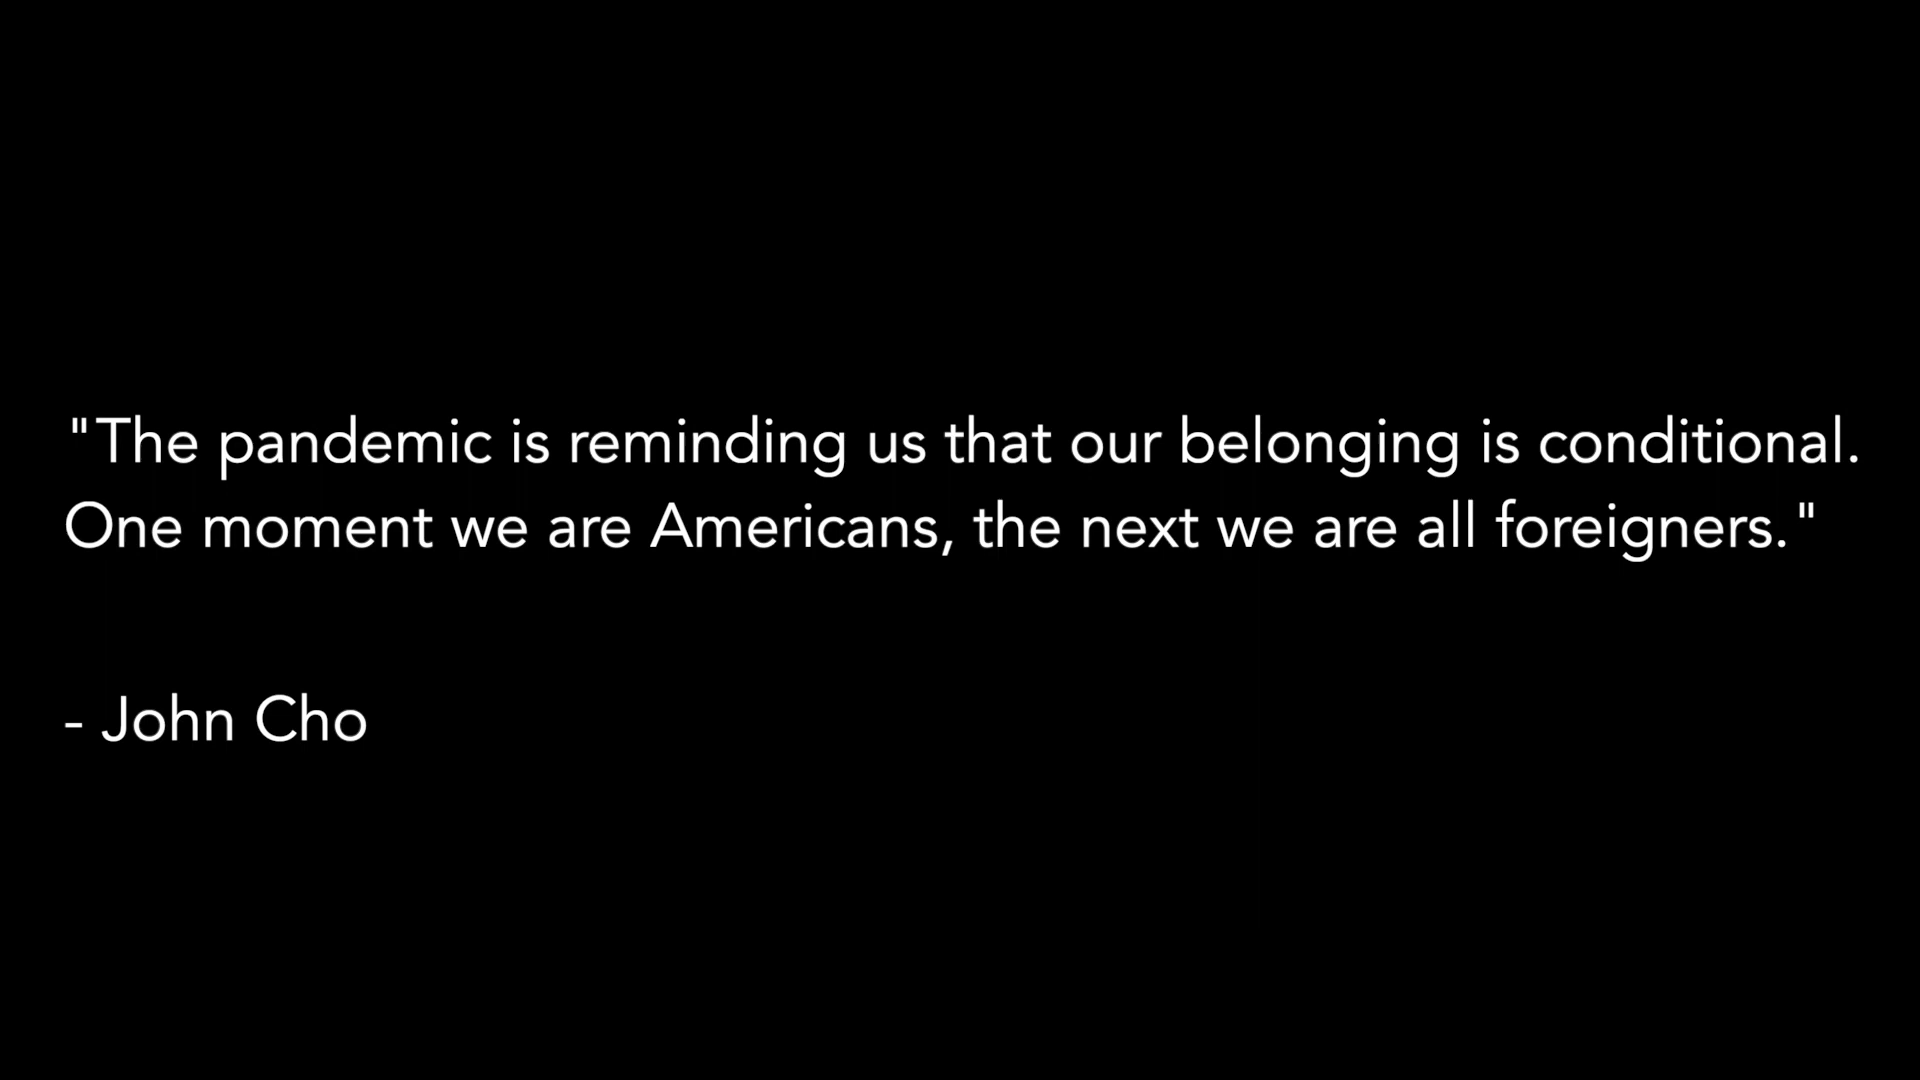 "The pandemic is reminding us that our belonging is conditional.
One moment we are Americans, the next we are all foreigners."
- John Cho